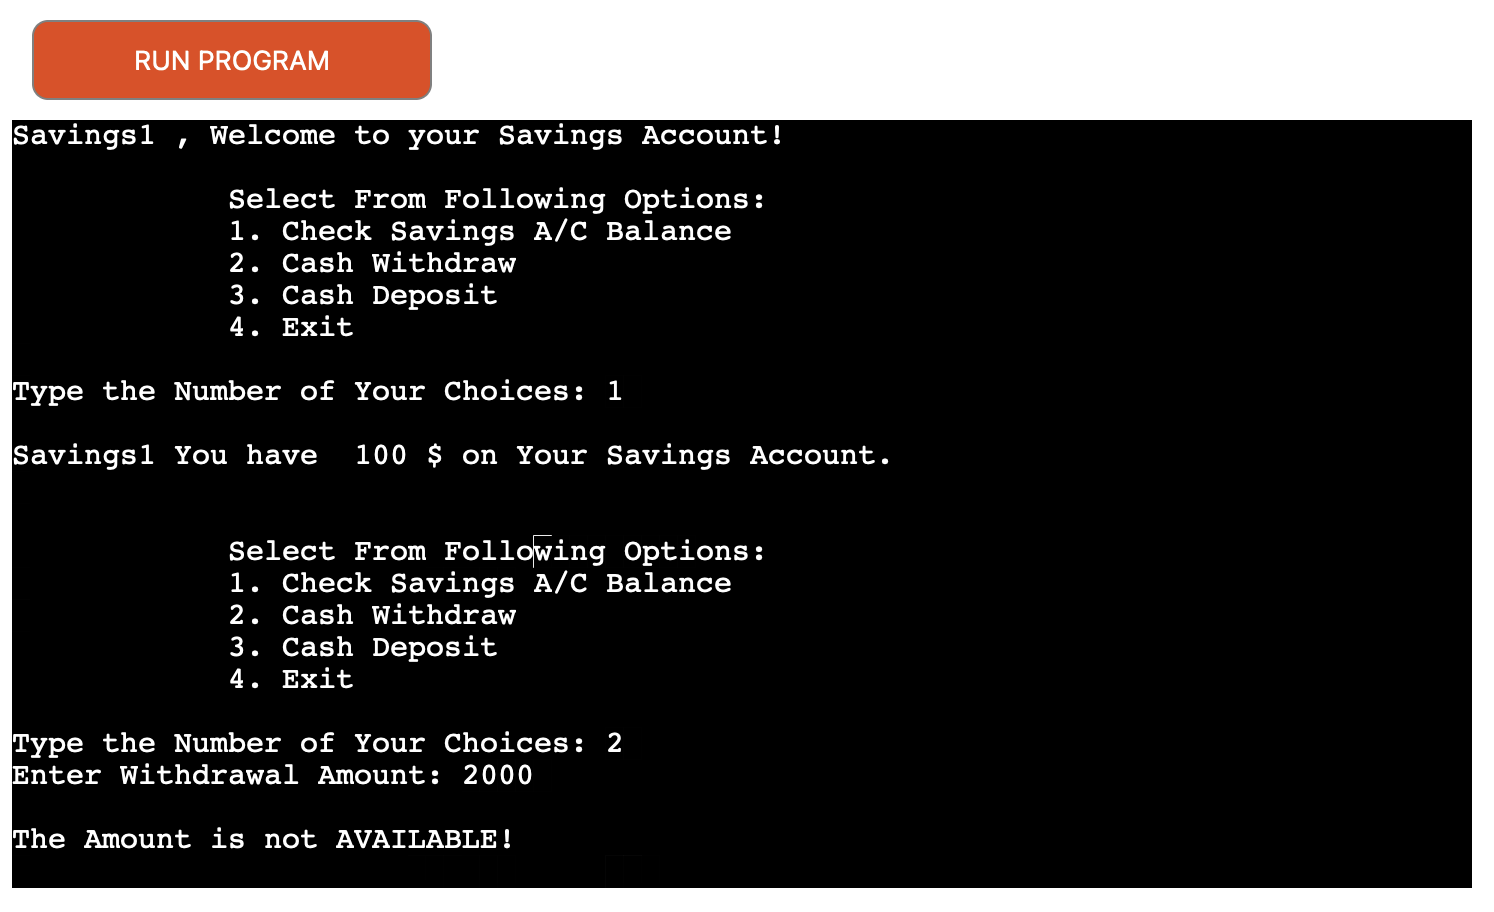 RUN PROGRAM
Savings1 , Welcome to your Savings Account!
Select From Following Options:
1. Check Savings A/C Balance
2. Cash Withdraw
3. Cash Deposit
4. Exit
Type the Number of Your Choices: 1
Savings1 You have  100 $ on Your Savings Account.
Select From Following Options:
1. Check Savings A/C Balance
2. Cash Withdraw
3. Cash Deposit
4. Exit
Type the Number of Your Choices: 2
Enter Withdrawal Amount: 2000
The Amount is not AVAILABLE!